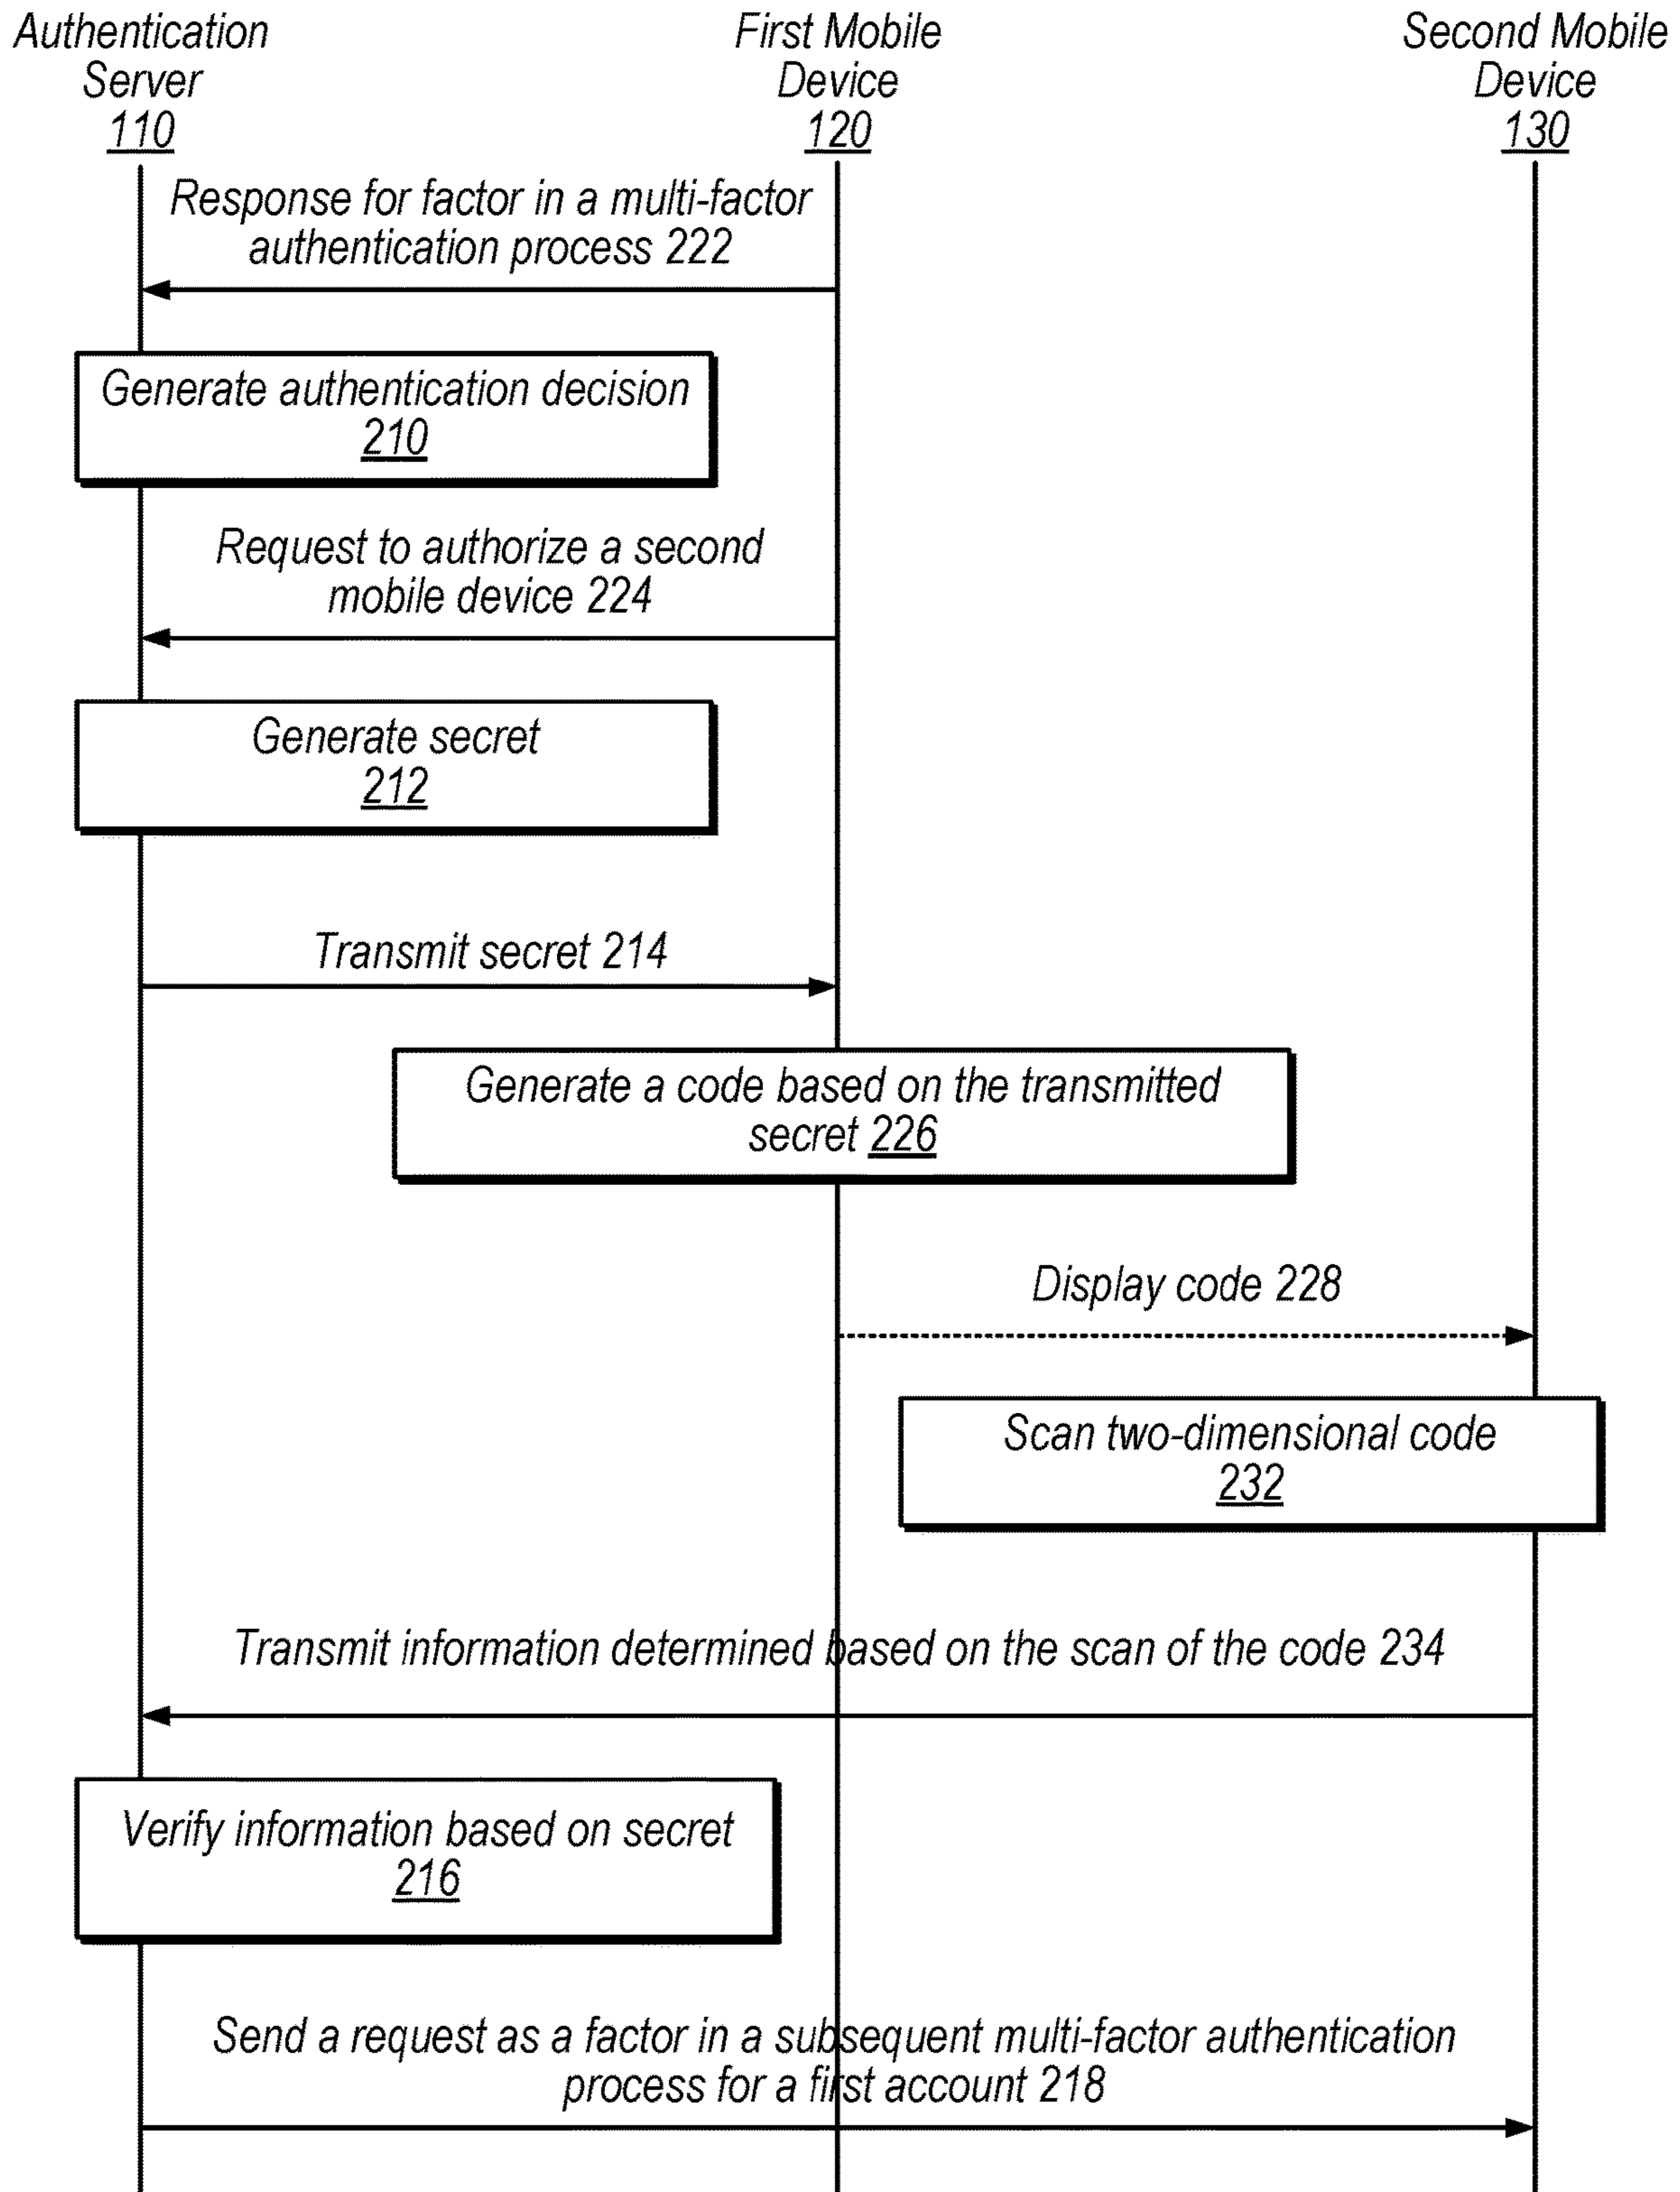 Authentication
Server
110
First Mobile
Device
120
Second Mobile
Device
130
Response for factor in a multi-factor
authentication process 222
Generate authentication decision
210
Request to authorize a second
mobile device 224
Generate secret
212
Transmit secret 214
Generate a code based on the transmitted
secret 226
Display code 228
Scan two-dimensional code
232
Transmit information determined based on the scan of the code 234
Verify information based on secret
216
Send a request as a factor in a subsequent multi-factor authentication
process for a first account 218